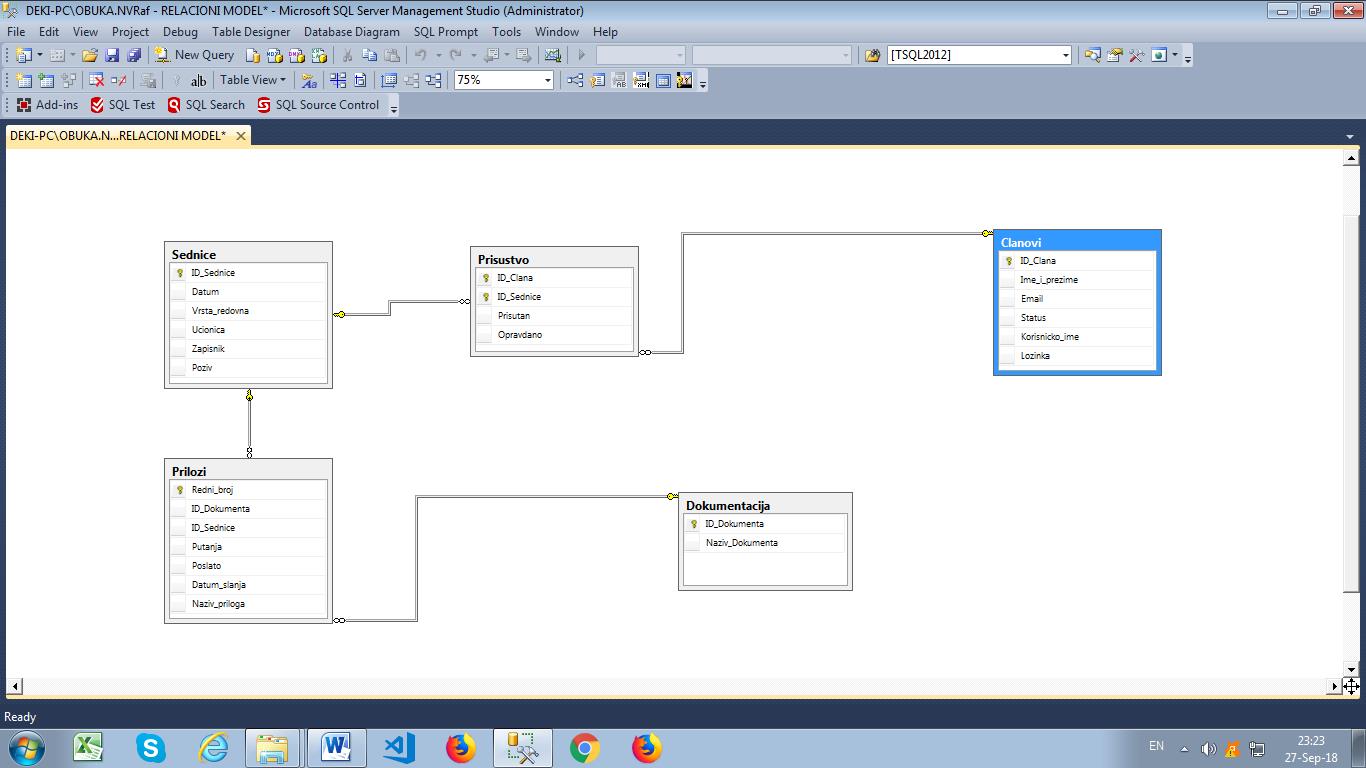 DEKI-PC\OBUKA.NVRaf - RELACIONI MODEL* - Microsoft SQL Server Management Studio (Administrator)
File Edit View Project Debug Table Designer Database Diagram SQL Prompt Tools Window Help
New Query [TSQL2012]
Table View 75%
Add-ins SQL Test SQL Search SQL Source Control
DEKI-PC\OBUKA.N...RELACIONI MODEL*
Sednice
ID_Sednice
Datum
Vrsta_redovna
Ucionica
Zapisnik
Poziv
Prisustvo
ID_Clana
ID_Sednice
Prisutan
Opravdano
Clanovi
ID_Clana
Ime_i_prezime
Email
Status
Korisnicko_ime
Lozinka
Prilozi
Redni_broj
ID_Dokumenta
ID_Sednice
Putanja
Poslato
Datum_slanja
Naziv_priloga
Dokumentacija
ID_Dokumenta
Naziv_Dokumenta
Ready
EN
23:23
27-Sep-18